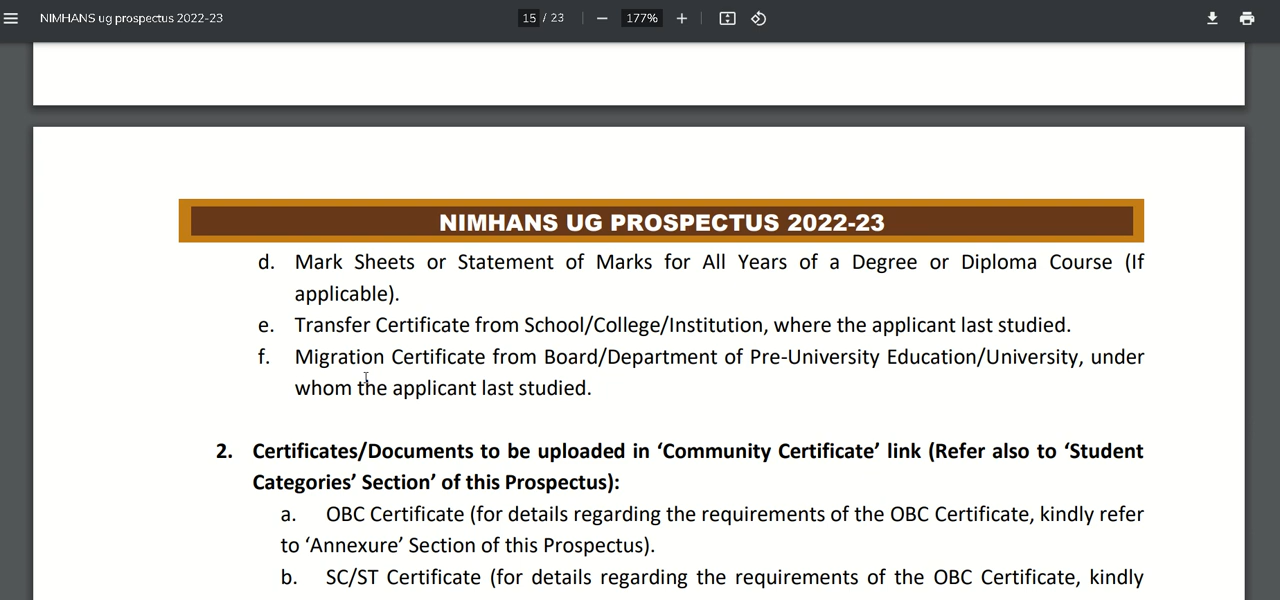 NIMHANS ug prospectus 2022-23
15 / 23
177%
NIMHANS UG PROSPECTUS 2022-23
d. Mark Sheets or Statement of Marks for All Years of a Degree or Diploma Course (If
applicable).
e. Transfer Certificate from School/College/Institution, where the applicant last studied.
f. Migration Certificate from Board/Department of Pre-University Education/University, under
whom the applicant last studied.
2. Certificates/Documents to be uploaded in ‘Community Certificate’ link (Refer also to ‘Student
Categories’ Section’ of this Prospectus):
a. OBC Certificate (for details regarding the requirements of the OBC Certificate, kindly refer
to ‘Annexure’ Section of this Prospectus).
b. SC/ST Certificate (for details regarding the requirements of the OBC Certificate, kindly